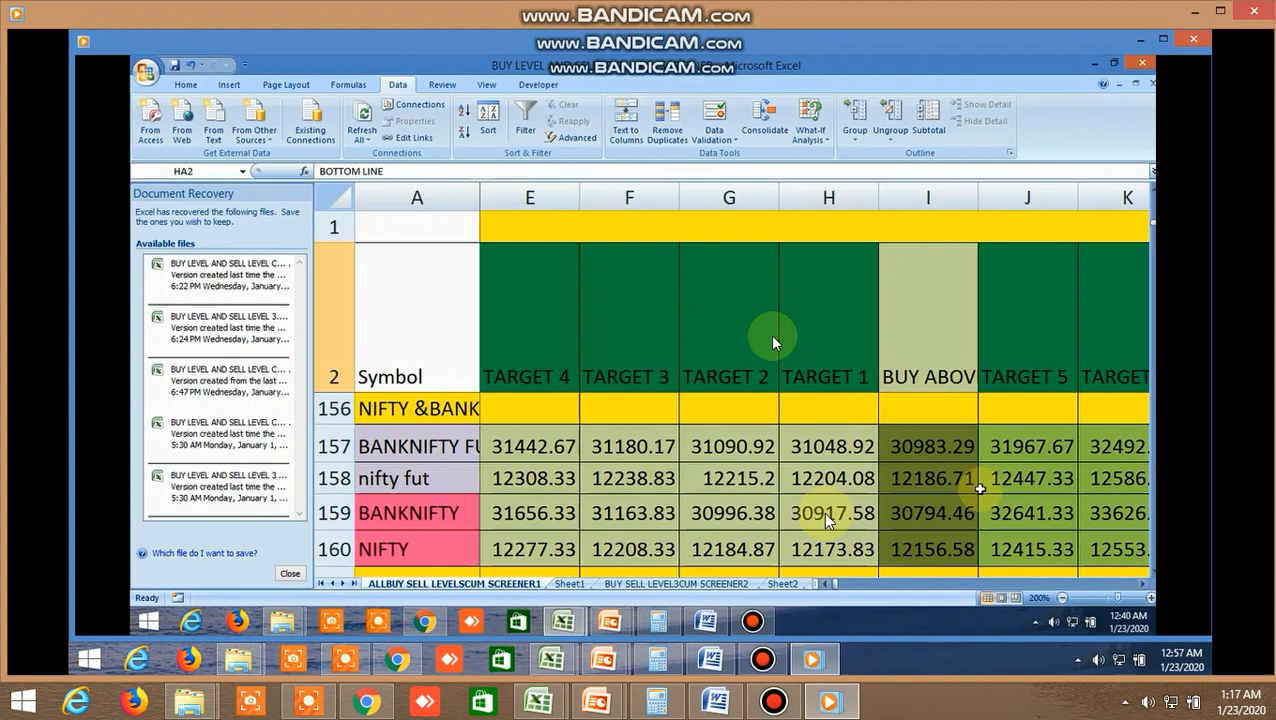 www.BANDICAM.com
www.BANDICAM.com
BUY LEVEL AND www.BANDICAM.com Microsoft Excel
Home Insert Page Layout Formulas Data Review View Developer
From Access
From Web
From Text
From Other Sources
Existing Connections
Get External Data
Refresh All
Connections
Properties
Edit Links
Connections
Sort
Filter
Clear
Reapply
Advanced
Sort & Filter
Text to Columns
Remove Duplicates
Data Validation
Consolidate
What-If Analysis
Data Tools
Group
Ungroup
Subtotal
Show Detail
Hide Detail
Outline
HA2 fx BOTTOM LINE
Document Recovery
Excel has recovered the following files. Save
the ones you wish to keep.
Available files
BUY LEVEL AND SELL LEVEL C... .
Version created last time the ...
6:22 PM Wednesday, January...
BUY LEVEL AND SELL LEVEL 3....
Version created last time the ...
6:24 PM Wednesday, January...
BUY LEVEL AND SELL LEVEL C... .
Version created from the last ...
6:47 PM Wednesday, January...
BUY LEVEL AND SELL LEVEL C... .
Version created last time the ...
5:30 AM Monday, January 1, ...
BUY LEVEL AND SELL LEVEL 3 ...
Version created last time the ...
5:30 AM Monday, January 1, ...
Which file do I want to save?
Close
A E F G H I J K
1
2 Symbol TARGET 4 TARGET 3 TARGET 2 TARGET 1 BUY ABOV TARGET 5 TARGET
156 NIFTY &BANK
157 BANKNIFTY FU 31442.67 31180.17 31090.92 31048.92 30983.29 31967.67 32492.
158 nifty fut 12308.33 12238.83 12215.2 12204.08 12186.71 12447.33 12586.
159 BANKNIFTY 31656.33 31163.83 30996.38 30917.58 30794.46 32641.33 33626.
160 NIFTY 12277.33 12208.33 12184.87 12173.83 12156.58 12415.33 12553.
ALLBUY SELL LEVELSCUM SCREENER1 Sheet1 BUY SELL LEVEL3CUM SCREENER2 Sheet2
Ready 200%
12:40 AM
1/23/2020
12:57 AM
1/23/2020
1:17 AM
1/23/2020